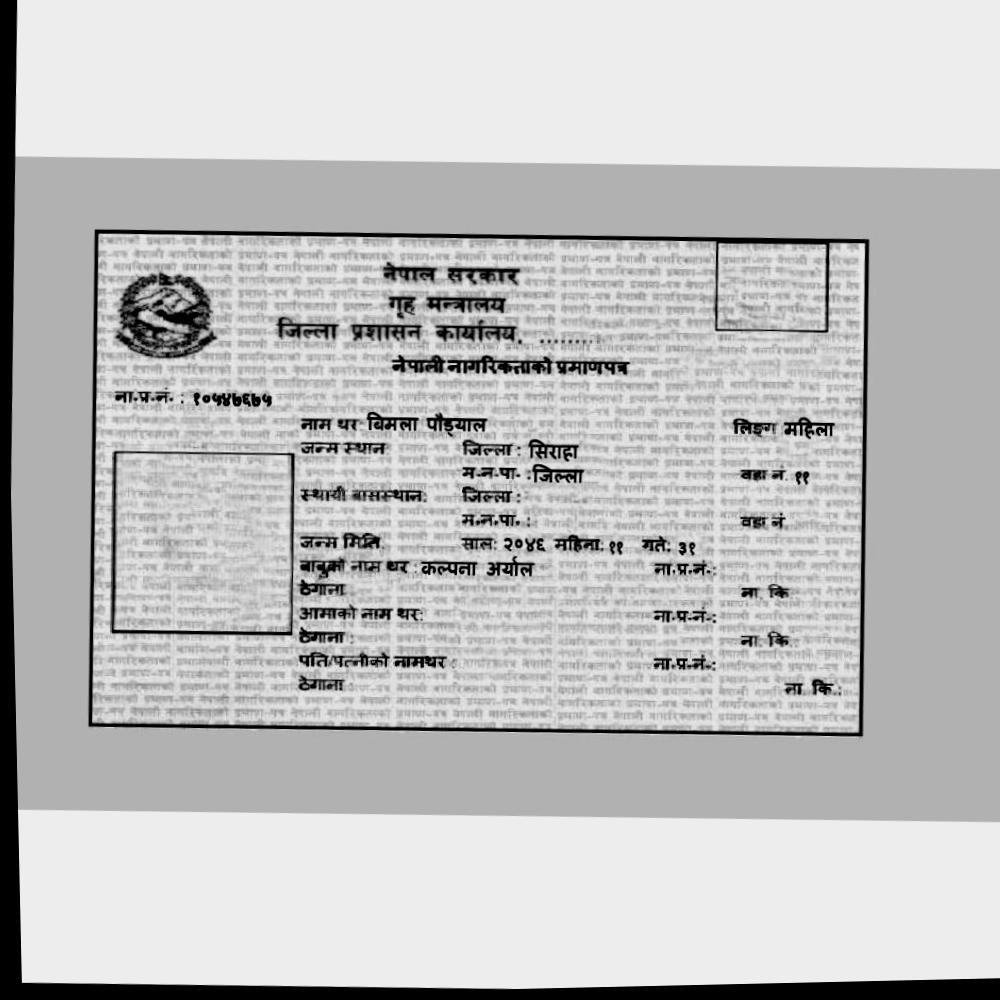 नेपाल सरकार
गृह मन्त्रालय
जिल्ला प्रशासन कार्यालय, .........
नेपाली नागरिकताको प्रमाणपत्र
ना.प्र.नं. : १०५४७६७५
नाम थर: बिमला पौड्याल लिङ्ग महिला
जन्म स्थान: जिल्ला : सिराहा
म.न.पा. :जिल्ला वडा नं. ११
स्थायी बासस्थान: जिल्ला :
म.न.पा. : वडा नं.
जन्म मिति: साल: २०४६ महिना: ११ गते: ३१
बाबुको नाम थर : कल्पना अर्याल ना.प्र.नं.:
ठेगाना : ना. कि.:
आमाको नाम थर: ना.प्र.नं.:
ठेगाना : ना. कि.:
पति/पत्नीको नामथर : ना.प्र.नं.:
ठेगाना : ना. कि.: